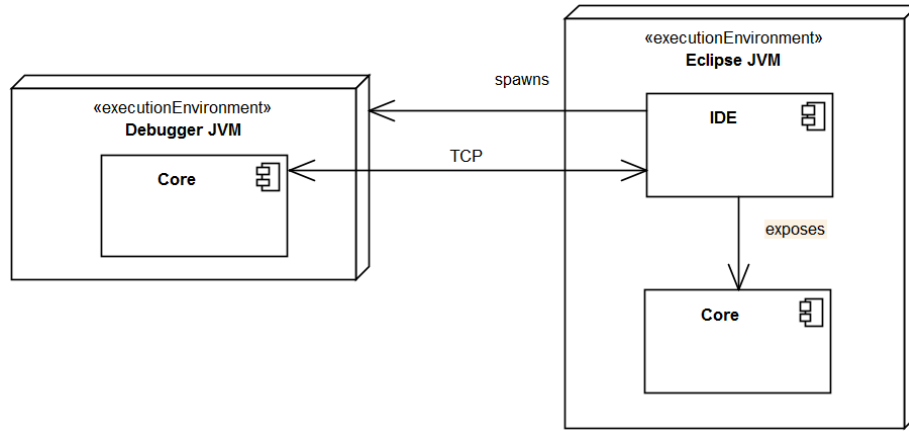 «executionEnvironment»
Eclipse JVM
spawns
IDE
«executionEnvironment»
Debugger JVM
TCP
Core
exposes
Core